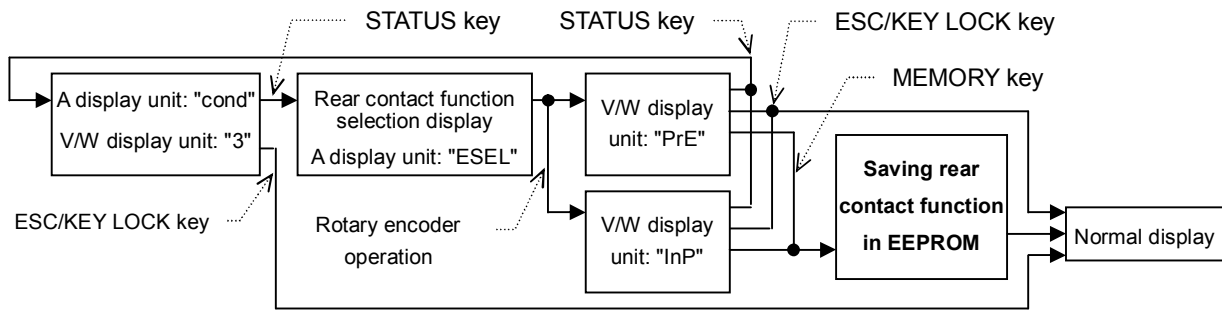 STATUS key
STATUS key
ESC/KEY LOCK key
MEMORY key
A display unit: "cond"
V/W display unit: "3"
Rear contact function
selection display
A display unit: "ESEL"
V/W display
unit: "PrE"
Saving rear
contact function
in EEPROM
ESC/KEY LOCK key
Rotary encoder
operation
V/W display
unit: "InP"
Normal display